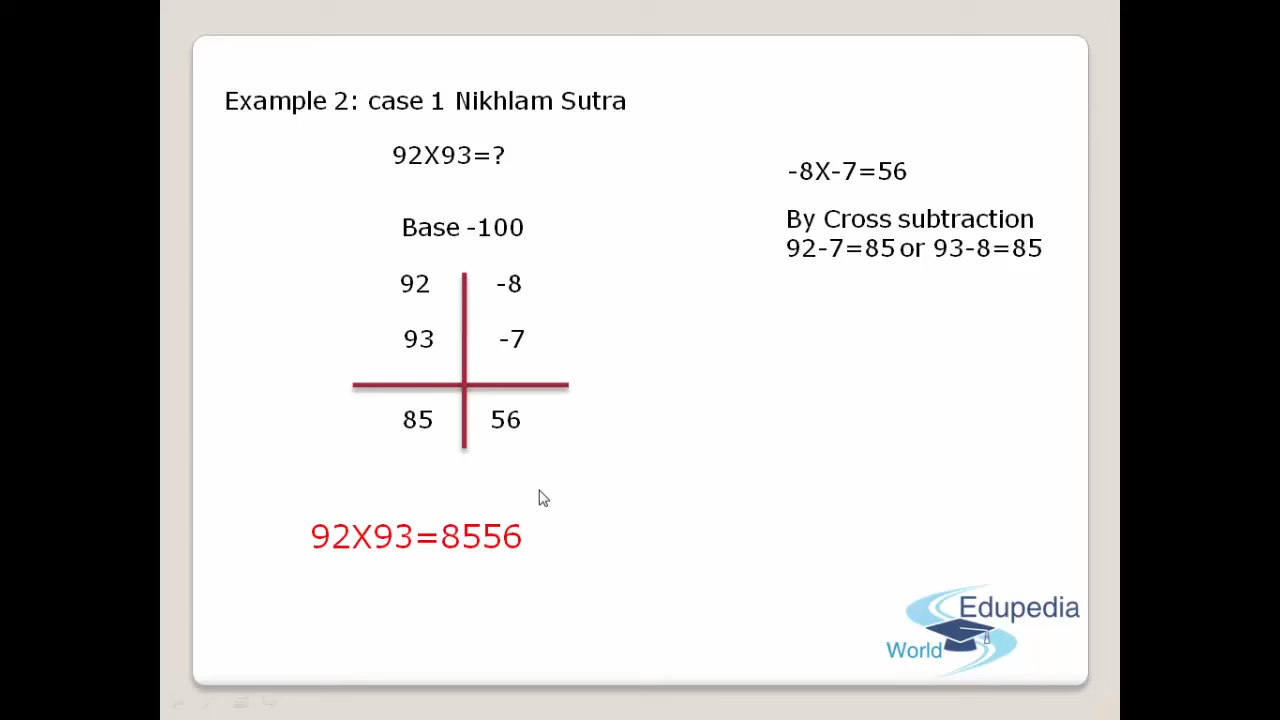 Example 2: case 1 Nikhlam Sutra
92X93=?
Base -100
92 -8
93 -7
85 56
92X93=8556
-8X-7=56
By Cross subtraction
92-7=85 or 93-8=85
Edupedia
World